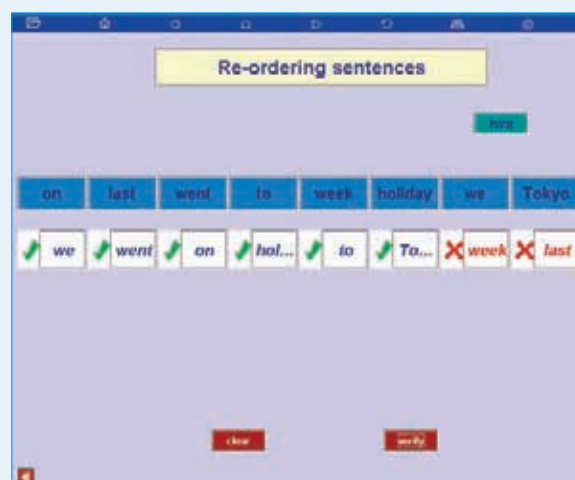 Re-ordering sentences
on last went to week holiday we Tokyo
we went on hol... to To... week last
clear verify